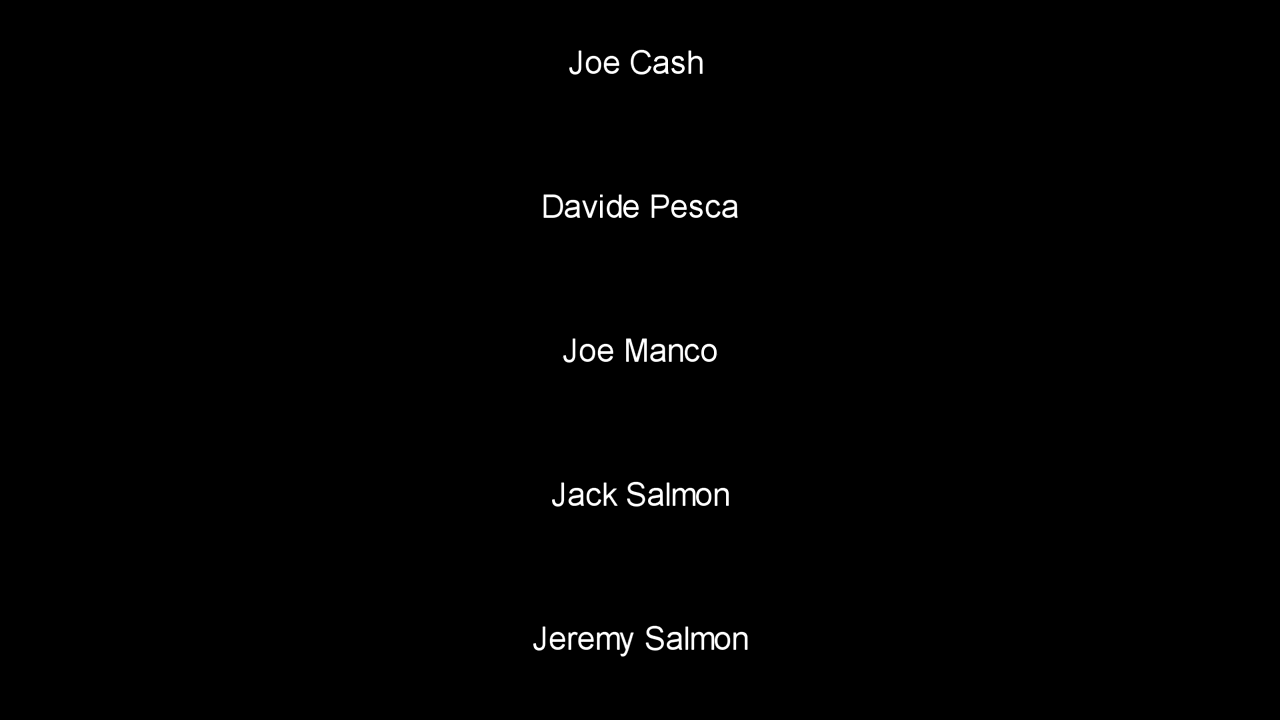 Joe Cash
Davide Pesca
Joe Manco
Jack Salmon
Jeremy Salmon